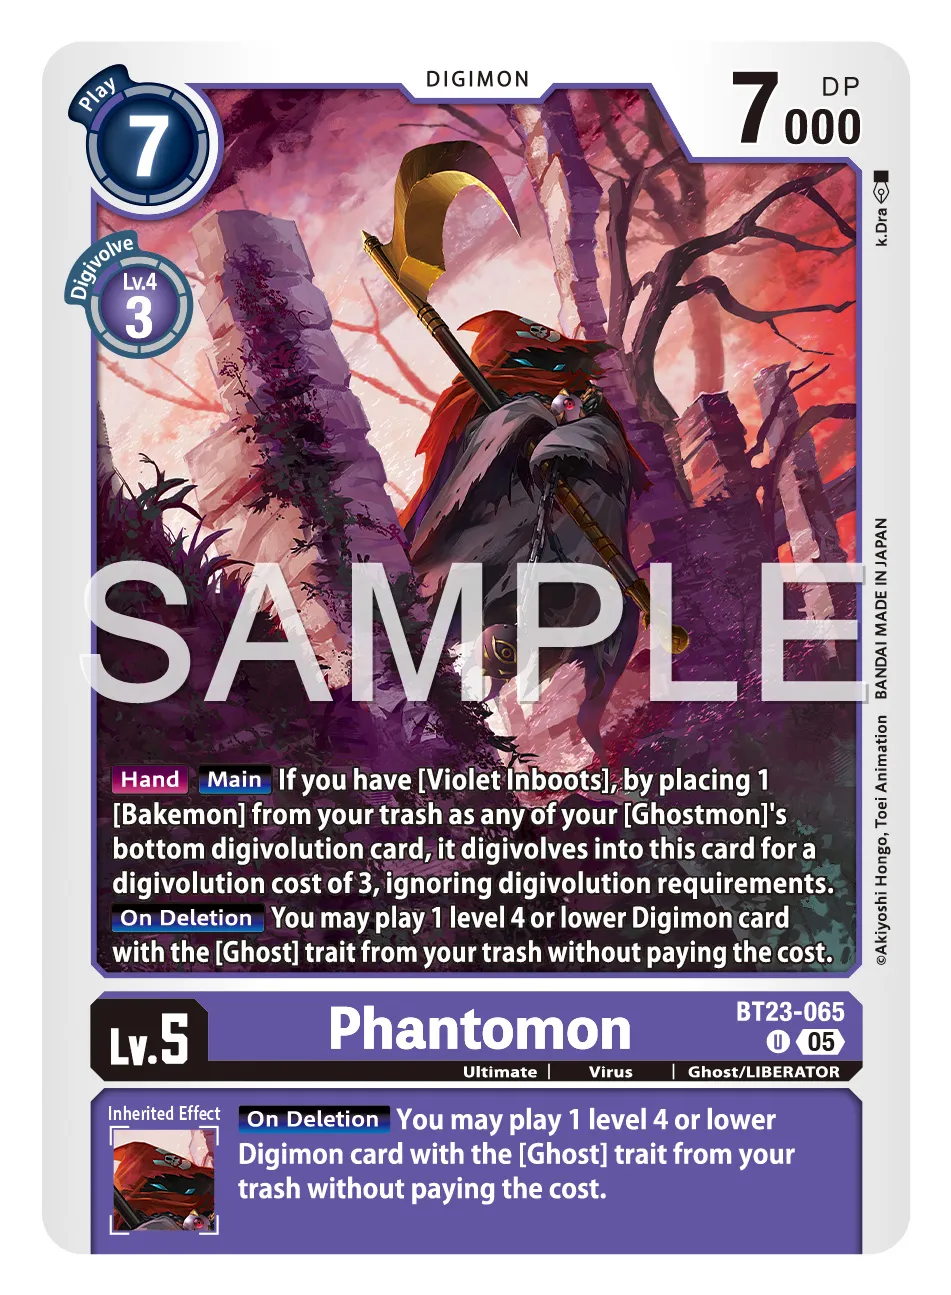 DIGIMON
Play
7
7000
DP
Digivolve
Lv.4
3
k.Dra
SAMPLE
BANDAI MADE IN JAPAN
©Akiyoshi Hongo, Toei Animation
Hand Main If you have [Violet Inboots], by placing 1
[Bakemon] from your trash as any of your [Ghostmon]'s
bottom digivolution card, it digivolves into this card for a
digivolution cost of 3, ignoring digivolution requirements.
On Deletion You may play 1 level 4 or lower Digimon card
with the [Ghost] trait from your trash without paying the cost.
Lv.5
Phantomon
BT23-065
U 05
Ultimate | Virus | Ghost/LIBERATOR
Inherited Effect
On Deletion You may play 1 level 4 or lower
Digimon card with the [Ghost] trait from your
trash without paying the cost.